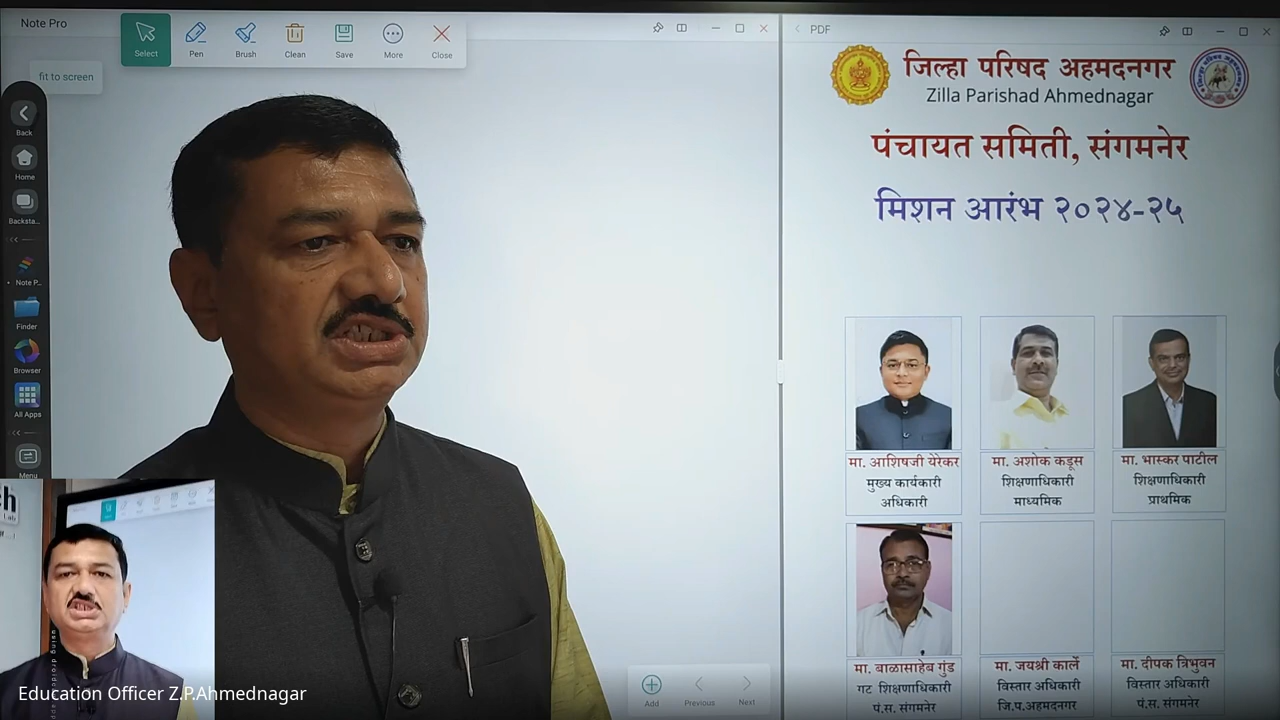 Note Pro
Select
Pen
Brush
Clean
Save
More
Close
PDF
fit to screen
Back
Home
Backsta...
Note P...
Finder
Browser
All Apps
Menu
जिल्हा परिषद अहमदनगर
Zilla Parishad Ahmednagar
पंचायत समिती, संगमनेर
मिशन आरंभ २०२४-२५
मा. आशिषजी येरेकर
मुख्य कार्यकारी
अधिकारी
मा. अशोक कडूस
शिक्षणाधिकारी
माध्यमिक
मा. भास्कर पाटील
शिक्षणाधिकारी
प्राथमिक
मा. बाळासाहेब गुंड
गट शिक्षणाधिकारी
पं.स. संगमनेर
मा. जयश्री कार्ले
विस्तार अधिकारी
जि.प.अहमदनगर
मा. दीपक त्रिभुवन
विस्तार अधिकारी
पं.स. संगमनेर
Add
Previous
Next
Education Officer Z.P.Ahmednagar